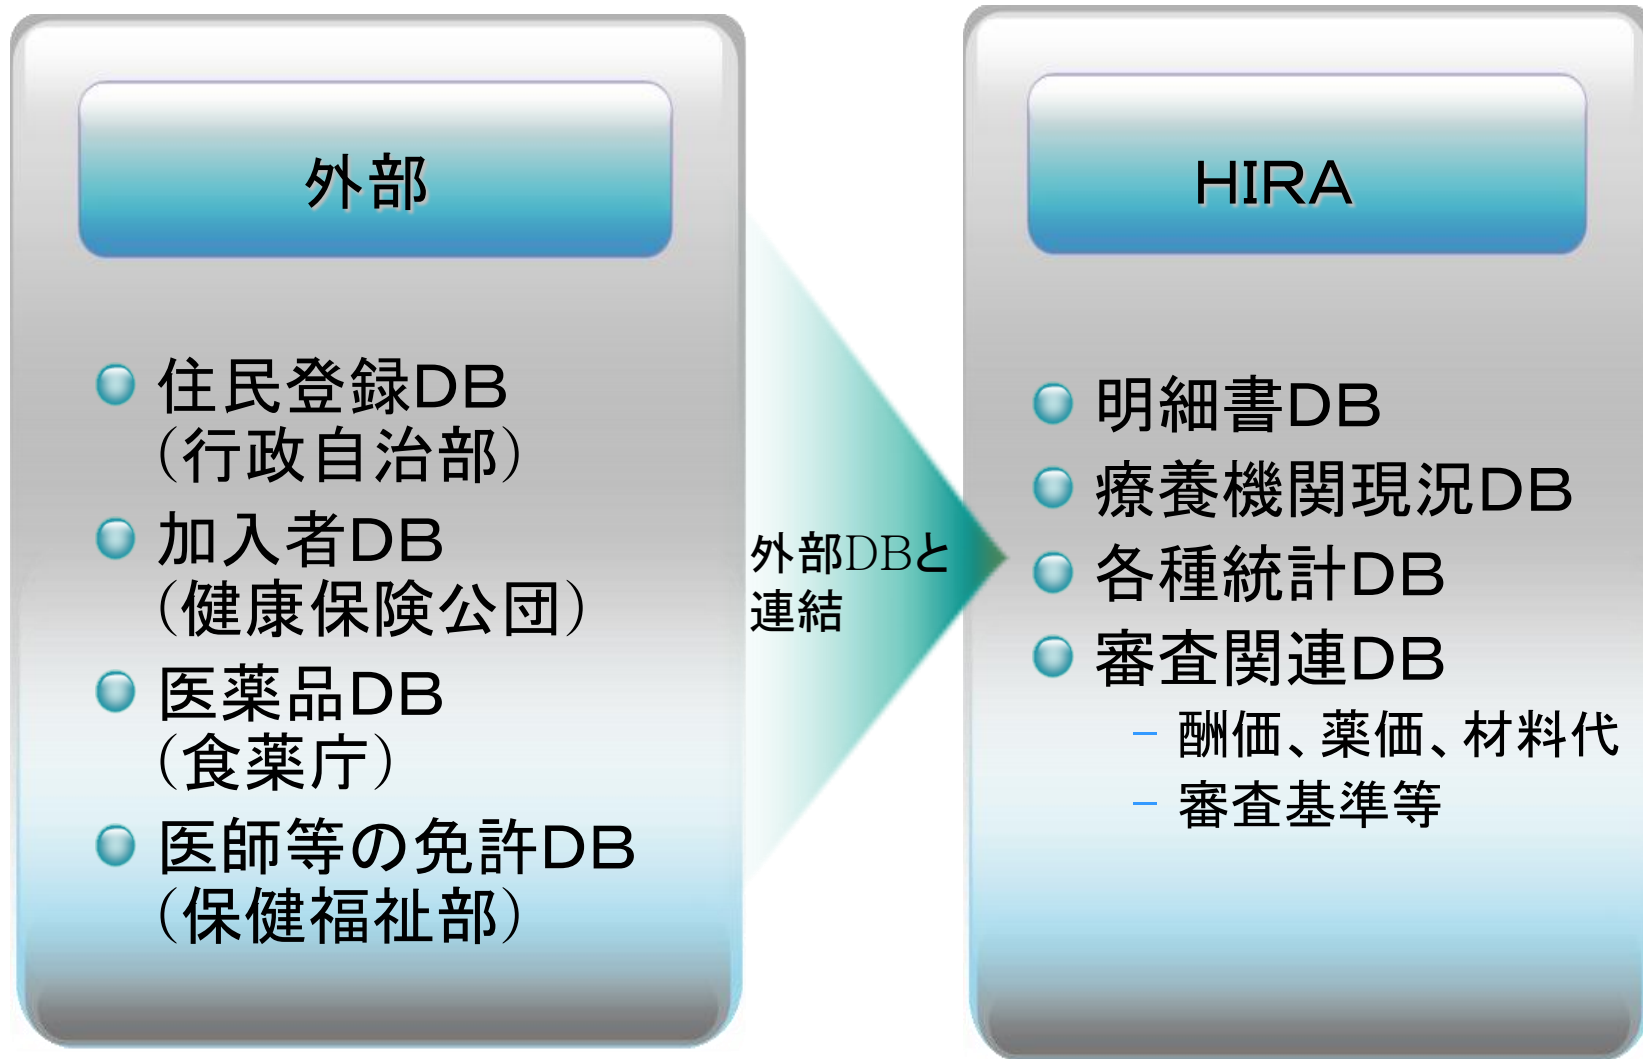 外部
住民登録DB
(行政自治部)
加入者DB
(健康保険公団)
医薬品DB
(食薬庁)
医師等の免許DB
(保健福祉部)
外部DBと
連結
HIRA
明細書DB
療養機関現況DB
各種統計DB
審査関連DB
– 酬価、薬価、材料代
– 審査基準等